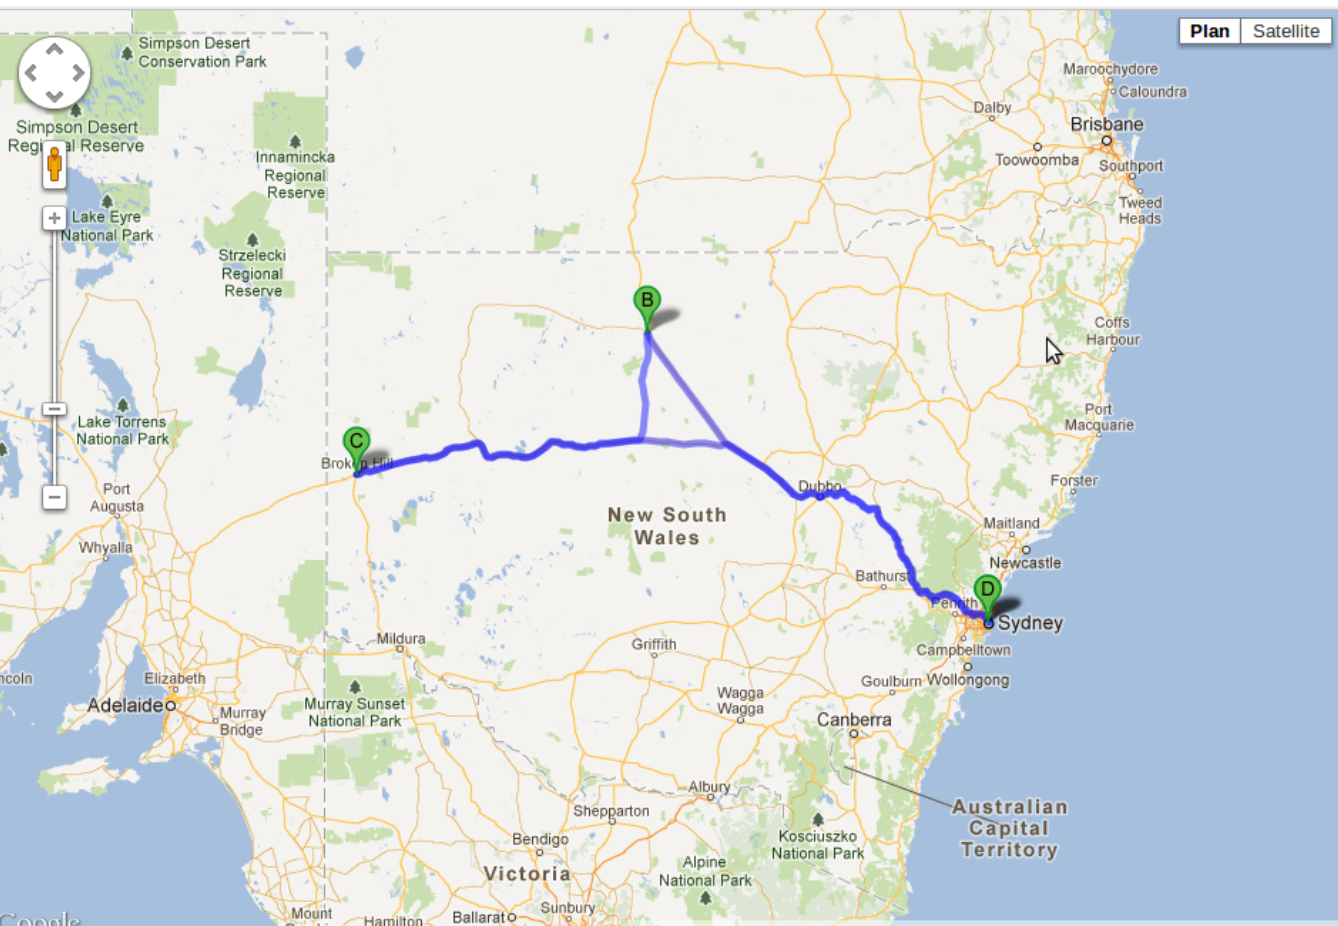 Plan
Satellite
Simpson Desert
Conservation Park
Maroochydore
Caloundra
Dalby
Brisbane
Simpson Desert
Regional Reserve
Innamincka
Regional
Reserve
Toowoomba
Southport
Tweed
Heads
Lake Eyre
National Park
Strzelecki
Regional
Reserve
B
Coffs
Harbour
Lake Torrens
National Park
Port
Macquarie
C
Broken Hill
Port
Augusta
Dubbo
Forster
New South
Wales
Maitland
Whyalla
Newcastle
Bathurst
D
Penrith
Sydney
Mildura
Griffith
Campbelltown
ncoln
Elizabeth
Goulburn
Wollongong
Adelaide
Murray
Bridge
Murray Sunset
National Park
Wagga
Wagga
Canberra
Albury
Australian
Capital
Territory
Shepparton
Bendigo
Kosciuszko
National Park
Victoria
Alpine
National Park
Mount
Hamilton
Ballarat
Sunbury
Google